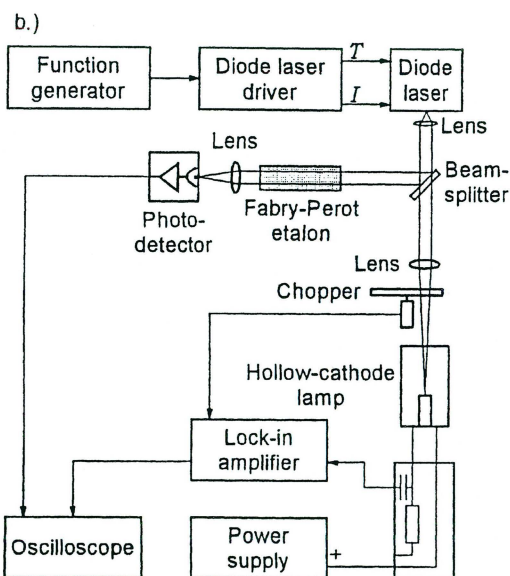 b.)
Function
generator
Diode laser
driver
T
I
Diode
laser
Lens
Lens
Beam-
splitter
Photo-
detector
Fabry-Perot
etalon
Lens
Chopper
Hollow-cathode
lamp
Lock-in
amplifier
Oscilloscope
Power
supply
+